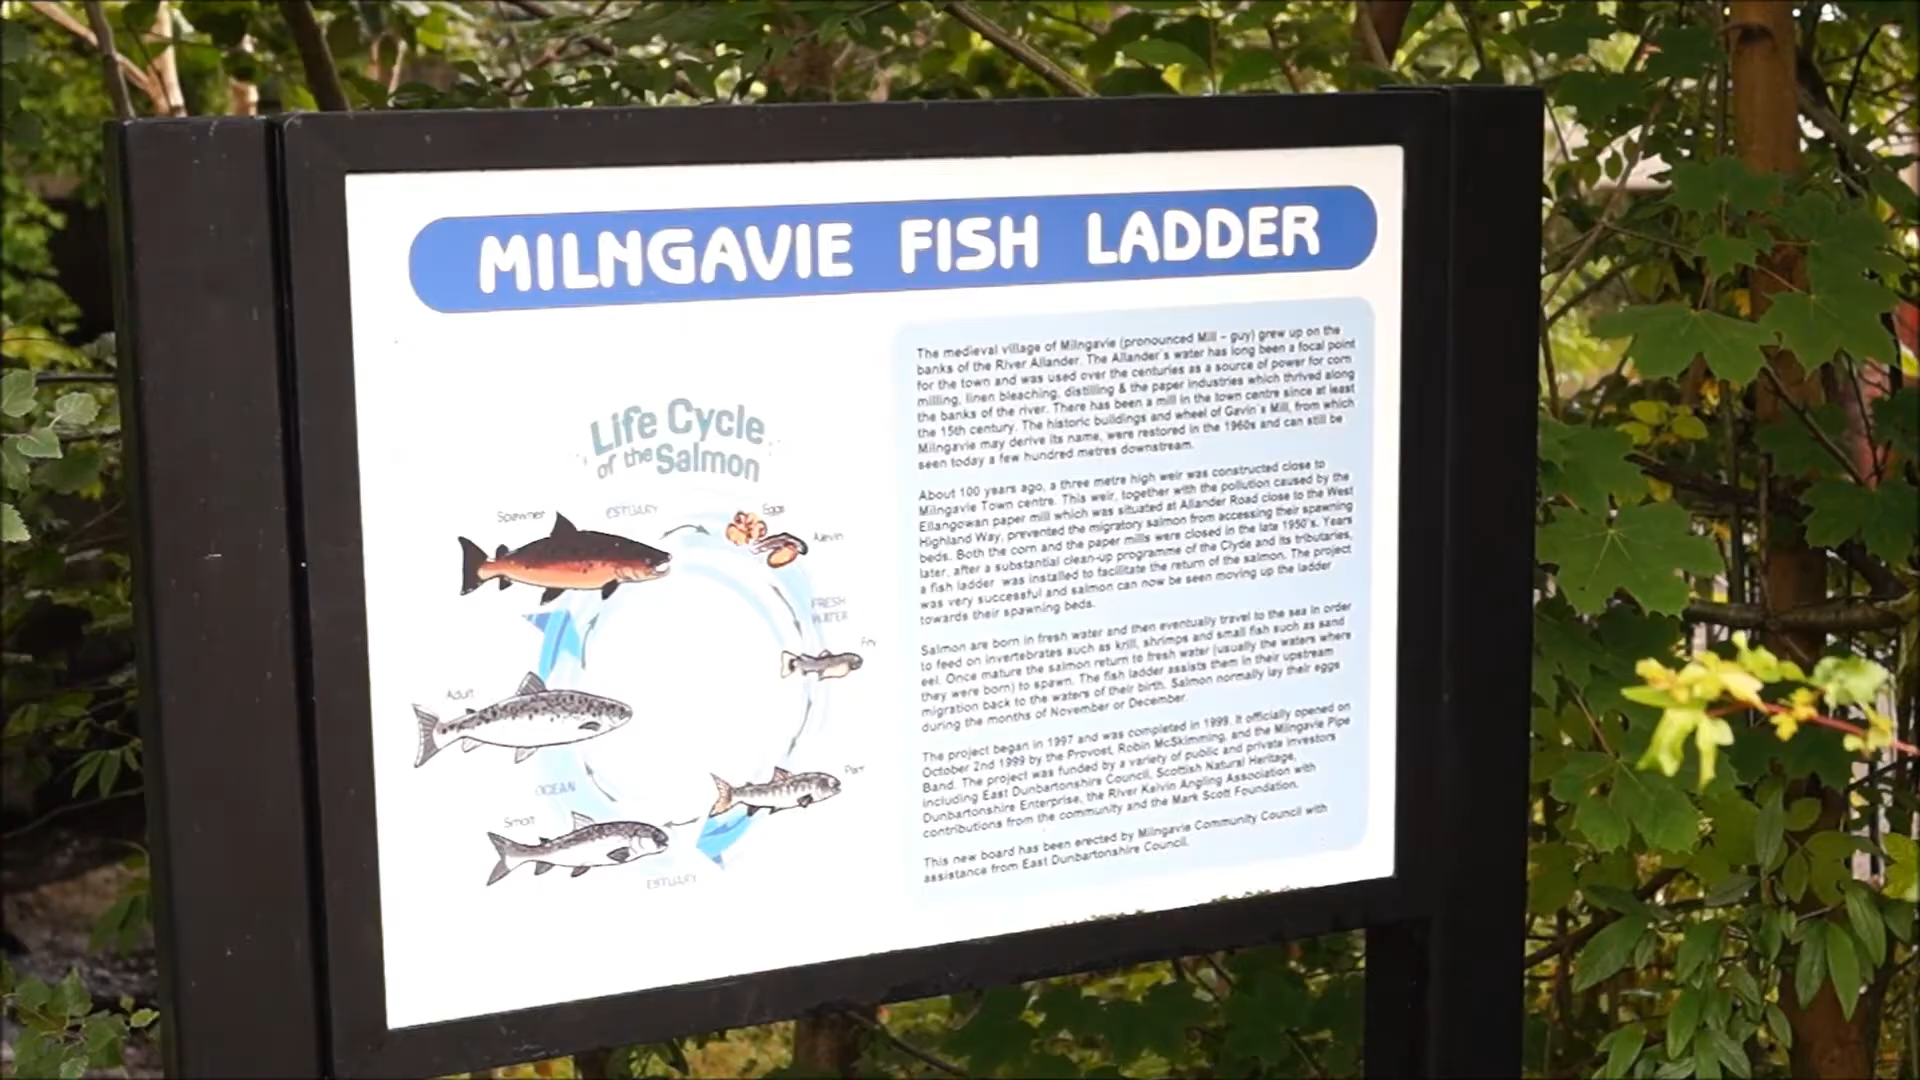 MILNGAVIE FISH LADDER
Life Cycle
of the Salmon
Spawner
ESTUARY
Eggs
Alevin
FRESH
WATER
Fry
Adult
Parr
OCEAN
Smolt
ESTUARY
The medieval village of Milngavie (pronounced Mill – guy) grew up on the
banks of the River Allander. The Allander's water has long been a focal point
for the town and was used over the centuries as a source of power for corn
milling, linen bleaching, distilling & the paper industries which thrived along
the banks of the river. There has been a mill in the town centre since at least
the 15th century. The historic buildings and wheel of Gavin's Mill, from which
Milngavie may derive its name, were restored in the 1960s and can still be
seen today a few hundred metres downstream.
About 100 years ago, a three metre high weir was constructed close to
Milngavie Town centre. This weir, together with the pollution caused by the
Ellangowan paper mill which was situated at Allander Road close to the West
Highland Way, prevented the migratory salmon from accessing their spawning
beds. Both the corn and the paper mills were closed in the late 1950's. Years
later, after a substantial clean-up programme of the Clyde and its tributaries,
a fish ladder was installed to facilitate the return of the salmon. The project
was very successful and salmon can now be seen moving up the ladder
towards their spawning beds.
Salmon are born in fresh water and then eventually travel to the sea in order
to feed on invertebrates such as krill, shrimps and small fish such as sand
eel. Once mature the salmon return to fresh water (usually the waters where
they were born) to spawn. The fish ladder assists them in their upstream
migration back to the waters of their birth. Salmon normally lay their eggs
during the months of November or December.
The project began in 1997 and was completed in 1999. It officially opened on
October 2nd 1999 by the Provost, Robin McSkimming, and the Milngavie Pipe
Band. The project was funded by a variety of public and private investors
including East Dunbartonshire Council, Scottish Natural Heritage,
Dunbartonshire Enterprise, the River Kelvin Angling Association with
contributions from the community and the Mark Scott Foundation.
This new board has been erected by Milngavie Community Council with
assistance from East Dunbartonshire Council.